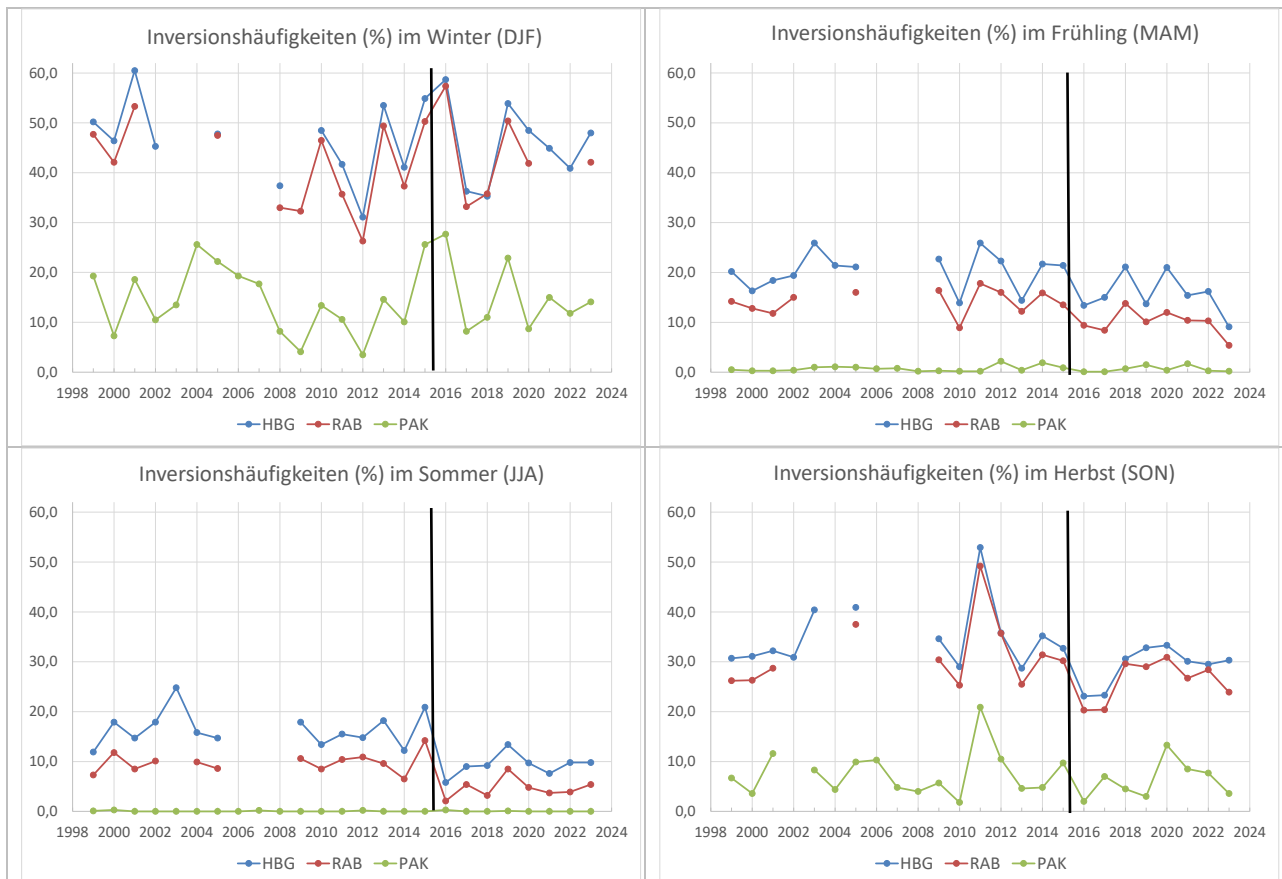 Inversionshäufigkeiten (%) im Winter (DJF)
60,0
50,0
40,0
30,0
20,0
10,0
0,0
1998 2000 2002 2004 2006 2008 2010 2012 2014 2016 2018 2020 2022 2024
HBG RAB PAK
Inversionshäufigkeiten (%) im Frühling (MAM)
60,0
50,0
40,0
30,0
20,0
10,0
0,0
1998 2000 2002 2004 2006 2008 2010 2012 2014 2016 2018 2020 2022 2024
HBG RAB PAK
Inversionshäufigkeiten (%) im Sommer (JJA)
60,0
50,0
40,0
30,0
20,0
10,0
0,0
1998 2000 2002 2004 2006 2008 2010 2012 2014 2016 2018 2020 2022 2024
HBG RAB PAK
Inversionshäufigkeiten (%) im Herbst (SON)
60,0
50,0
40,0
30,0
20,0
10,0
0,0
1998 2000 2002 2004 2006 2008 2010 2012 2014 2016 2018 2020 2022 2024
HBG RAB PAK